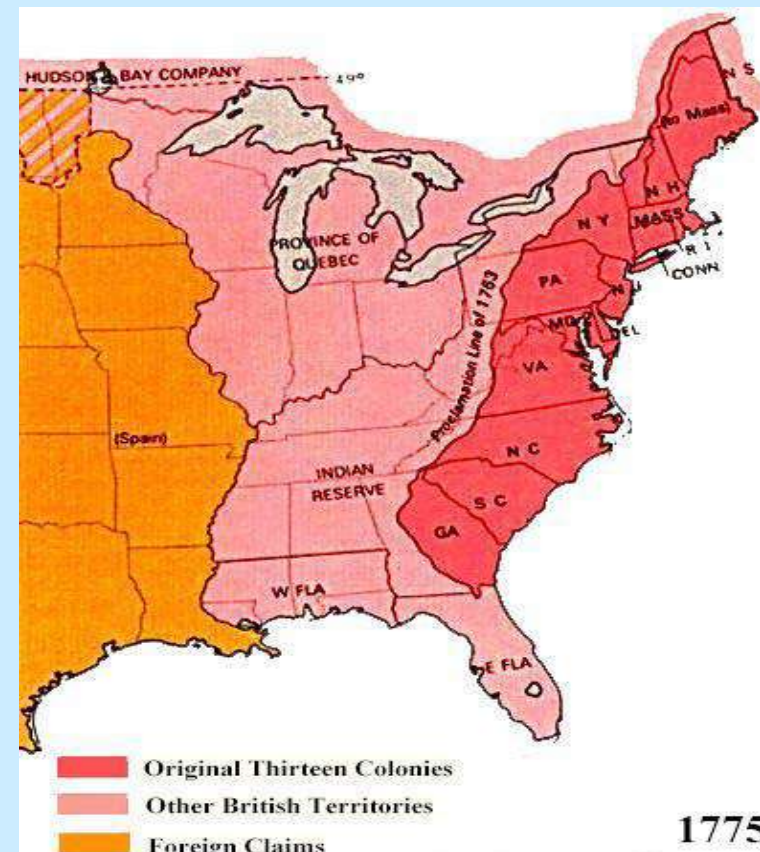 HUDSON BAY COMPANY
49°
N S
(to Mass)
N H
N Y
MASS
R I
CONN
PROVINCE OF
QUEBEC
PA
N J
Proclamation Line of 1763
MD
DEL
VA
(Spain)
N C
INDIAN
RESERVE
S C
GA
W FLA
E FLA
Original Thirteen Colonies
Other British Territories
Foreign Claims
1775